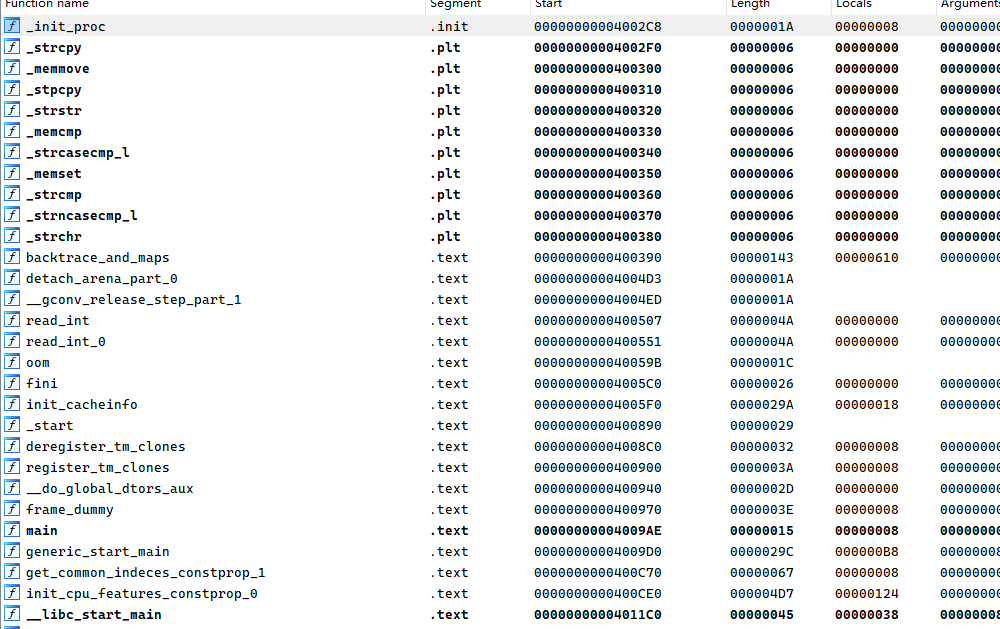 Function name Segment Start Length Locals Arguments
f _init_proc .init 00000000004002C8 0000001A 00000008 0000000
f _strcpy .plt 00000000004002F0 00000006 00000000 0000000
f _memmove .plt 0000000000400300 00000006 00000000 0000000
f _stpcpy .plt 0000000000400310 00000006 00000000 0000000
f _strstr .plt 0000000000400320 00000006 00000000 0000000
f _memcmp .plt 0000000000400330 00000006 00000000 0000000
f _strcasecmp_l .plt 0000000000400340 00000006 00000000 0000000
f _memset .plt 0000000000400350 00000006 00000000 0000000
f _strcmp .plt 0000000000400360 00000006 00000000 0000000
f _strncasecmp_l .plt 0000000000400370 00000006 00000000 0000000
f _strchr .plt 0000000000400380 00000006 00000000 0000000
f backtrace_and_maps .text 0000000000400390 00000143 00000610 0000000
f detach_arena_part_0 .text 00000000004004D3 0000001A
f __gconv_release_step_part_1 .text 00000000004004ED 0000001A
f read_int .text 0000000000400507 0000004A 00000000 0000000
f read_int_0 .text 0000000000400551 0000004A 00000000 0000000
f oom .text 000000000040059B 0000001C
f fini .text 00000000004005C0 00000026 00000000 0000000
f init_cacheinfo .text 00000000004005F0 0000029A 00000018 0000000
f _start .text 0000000000400890 00000029
f deregister_tm_clones .text 00000000004008C0 00000032 00000008 0000000
f register_tm_clones .text 0000000000400900 0000003A 00000008 0000000
f __do_global_dtors_aux .text 0000000000400940 0000002D 00000000 0000000
f frame_dummy .text 0000000000400970 0000003E 00000008 0000000
f main .text 00000000004009AE 00000015 00000008 0000000
f generic_start_main .text 00000000004009D0 0000029C 000000B8 0000000
f get_common_indeces_constprop_1 .text 0000000000400C70 00000067 00000008 0000000
f init_cpu_features_constprop_0 .text 0000000000400CE0 000004D7 00000124 0000000
f __libc_start_main .text 00000000004011C0 00000045 00000038 0000000